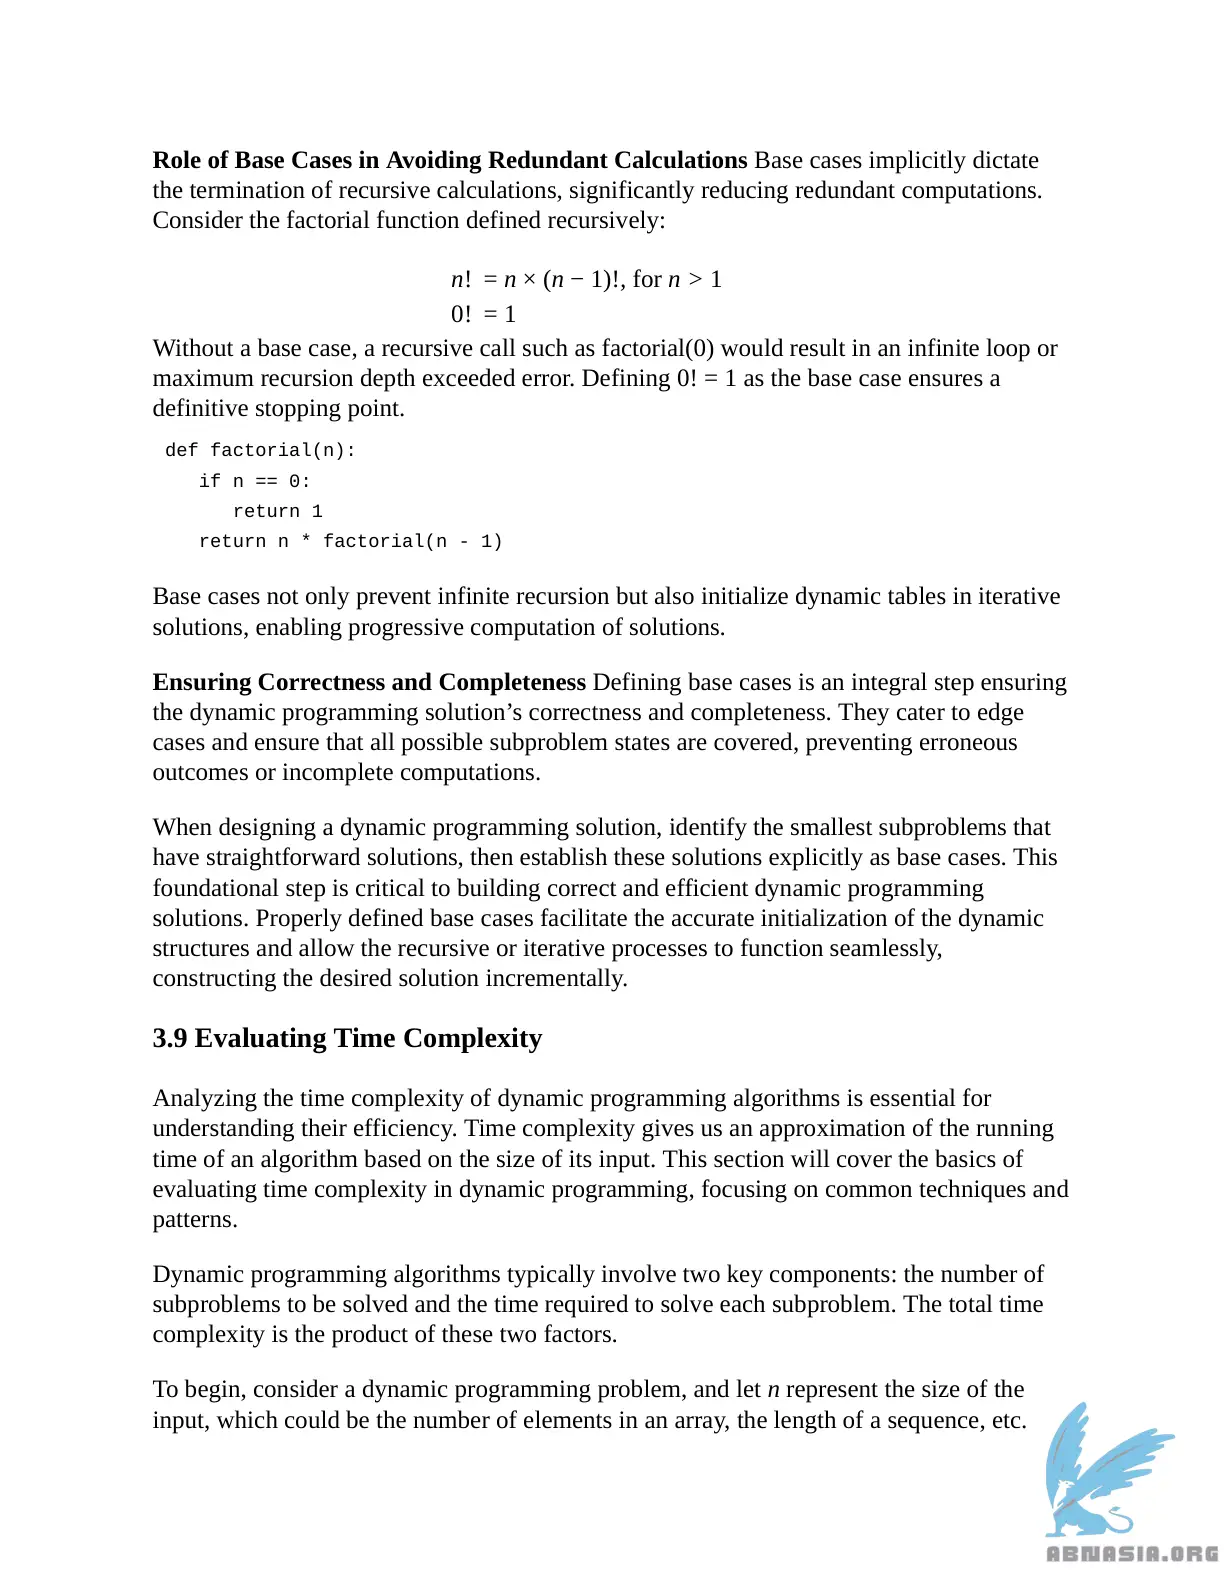 Role of Base Cases in Avoiding Redundant Calculations Base cases implicitly dictate
the termination of recursive calculations, significantly reducing redundant computations.
Consider the factorial function defined recursively:
n! = n × (n − 1)!, for n > 1
0! = 1
Without a base case, a recursive call such as factorial(0) would result in an infinite loop or
maximum recursion depth exceeded error. Defining 0! = 1 as the base case ensures a
definitive stopping point.
def factorial(n):
   if n == 0:
      return 1
   return n * factorial(n - 1)
Base cases not only prevent infinite recursion but also initialize dynamic tables in iterative
solutions, enabling progressive computation of solutions.
Ensuring Correctness and Completeness Defining base cases is an integral step ensuring
the dynamic programming solution’s correctness and completeness. They cater to edge
cases and ensure that all possible subproblem states are covered, preventing erroneous
outcomes or incomplete computations.
When designing a dynamic programming solution, identify the smallest subproblems that
have straightforward solutions, then establish these solutions explicitly as base cases. This
foundational step is critical to building correct and efficient dynamic programming
solutions. Properly defined base cases facilitate the accurate initialization of the dynamic
structures and allow the recursive or iterative processes to function seamlessly,
constructing the desired solution incrementally.
3.9 Evaluating Time Complexity
Analyzing the time complexity of dynamic programming algorithms is essential for
understanding their efficiency. Time complexity gives us an approximation of the running
time of an algorithm based on the size of its input. This section will cover the basics of
evaluating time complexity in dynamic programming, focusing on common techniques and
patterns.
Dynamic programming algorithms typically involve two key components: the number of
subproblems to be solved and the time required to solve each subproblem. The total time
complexity is the product of these two factors.
To begin, consider a dynamic programming problem, and let n represent the size of the
input, which could be the number of elements in an array, the length of a sequence, etc.
ABNASIA.ORG